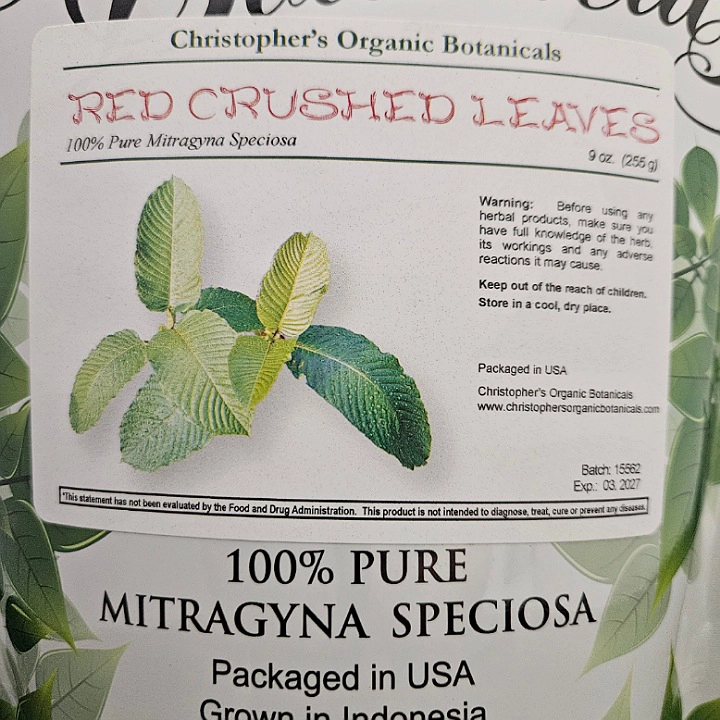 Christopher's Organic Botanicals
RED CRUSHED LEAVES
100% Pure Mitragyna Speciosa
9 oz. (255 g)
Warning: Before using any
herbal products, make sure you
have full knowledge of the herb,
its workings and any adverse
reactions it may cause.
Keep out of the reach of children.
Store in a cool, dry place.
Packaged in USA
Christopher's Organic Botanicals
www.christophersorganicbotanicals.com
Batch: 15562
Exp.: 03. 2027
*This statement has not been evaluated by the Food and Drug Administration. This product is not intended to diagnose, treat, cure or prevent any diseases.
100% PURE
MITRAGYNA SPECIOSA
Packaged in USA
Grown in Indonesia